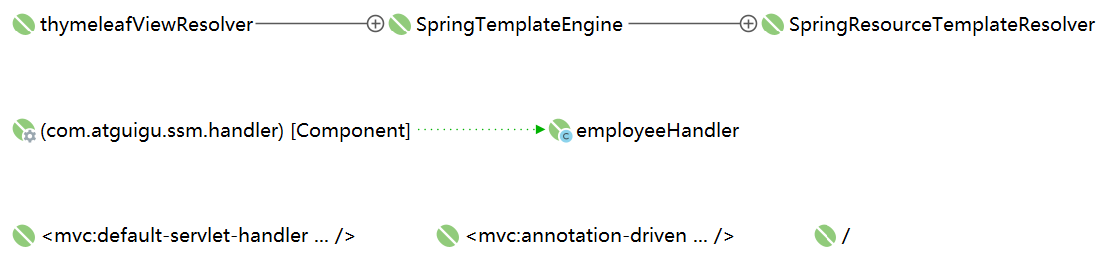 thymeleafViewResolver SpringTemplateEngine SpringResourceTemplateResolver
(com.atguigu.ssm.handler) [Component] employeeHandler
<mvc:default-servlet-handler ... /> <mvc:annotation-driven ... /> /